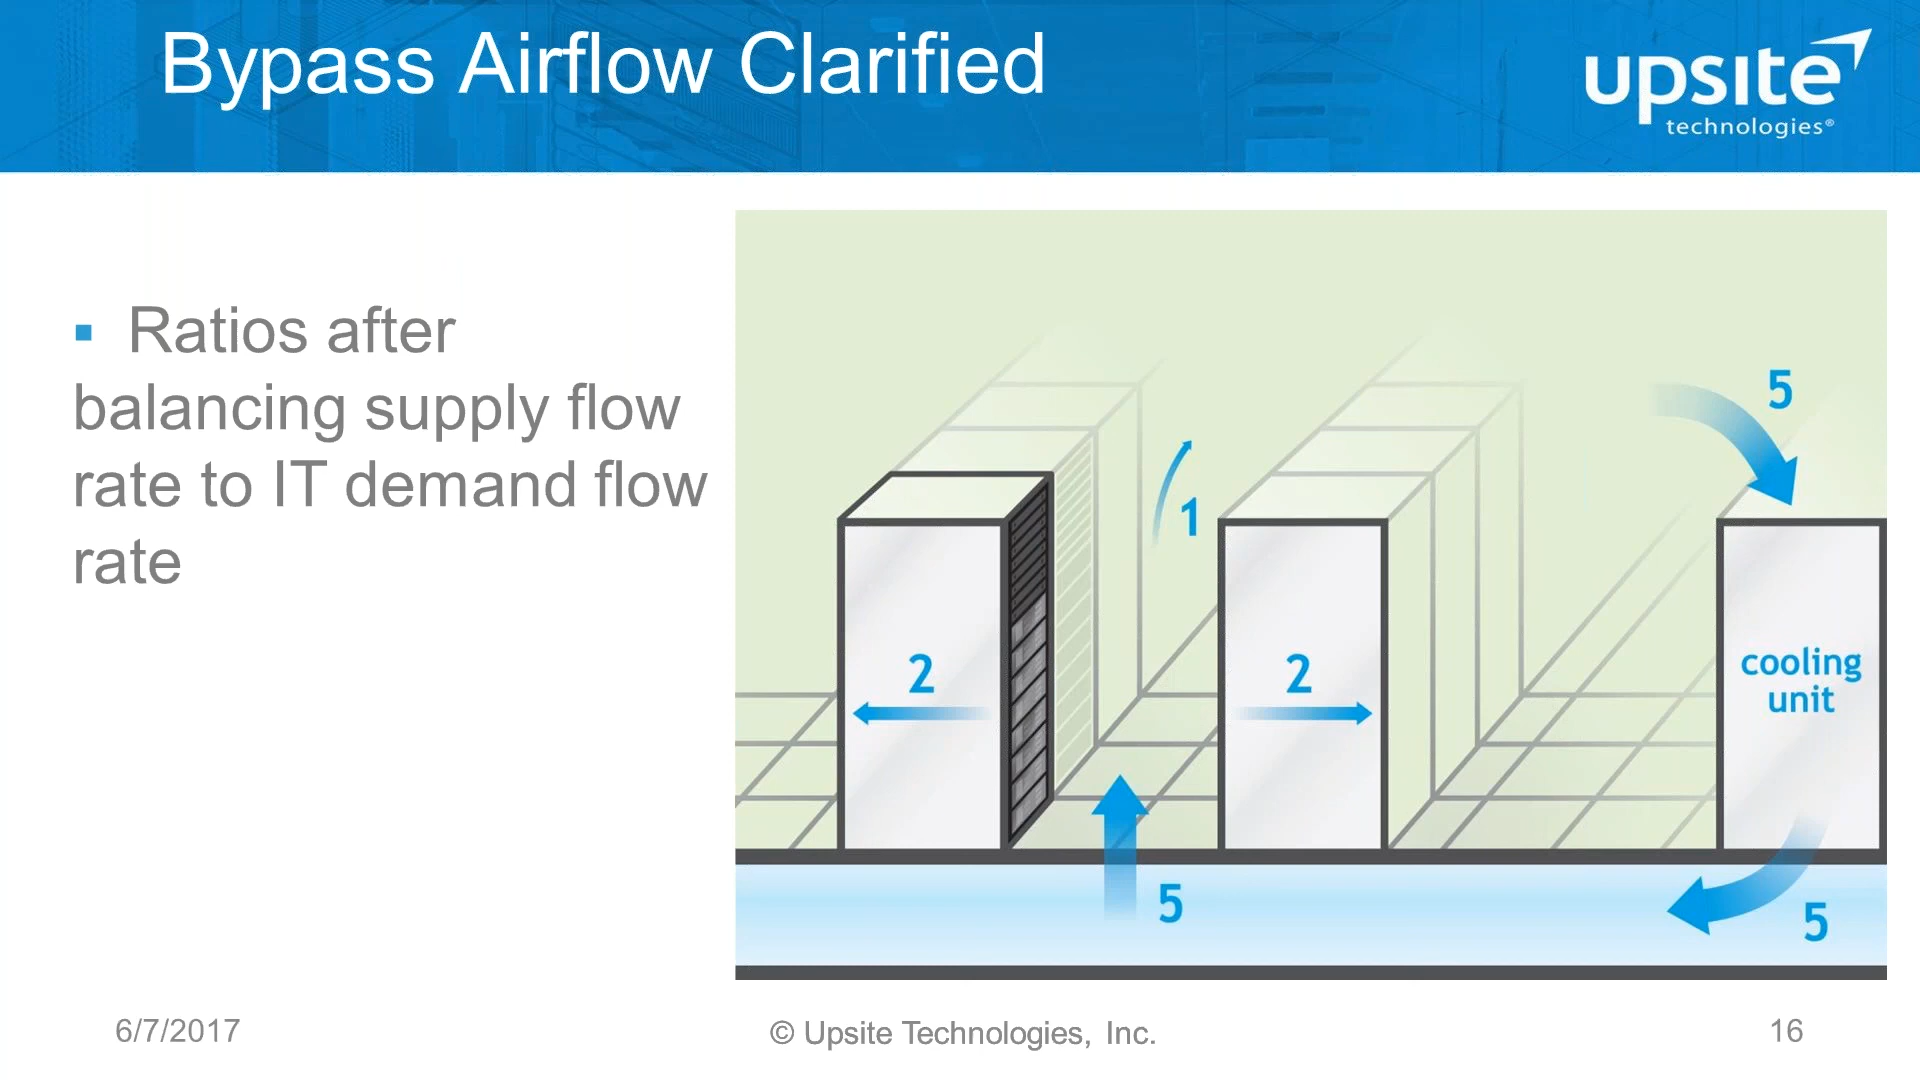 Bypass Airflow Clarified
upsite
technologies®
▪ Ratios after
balancing supply flow
rate to IT demand flow
rate
5
1
2
2
cooling
unit
5
5
6/7/2017
© Upsite Technologies, Inc.
16